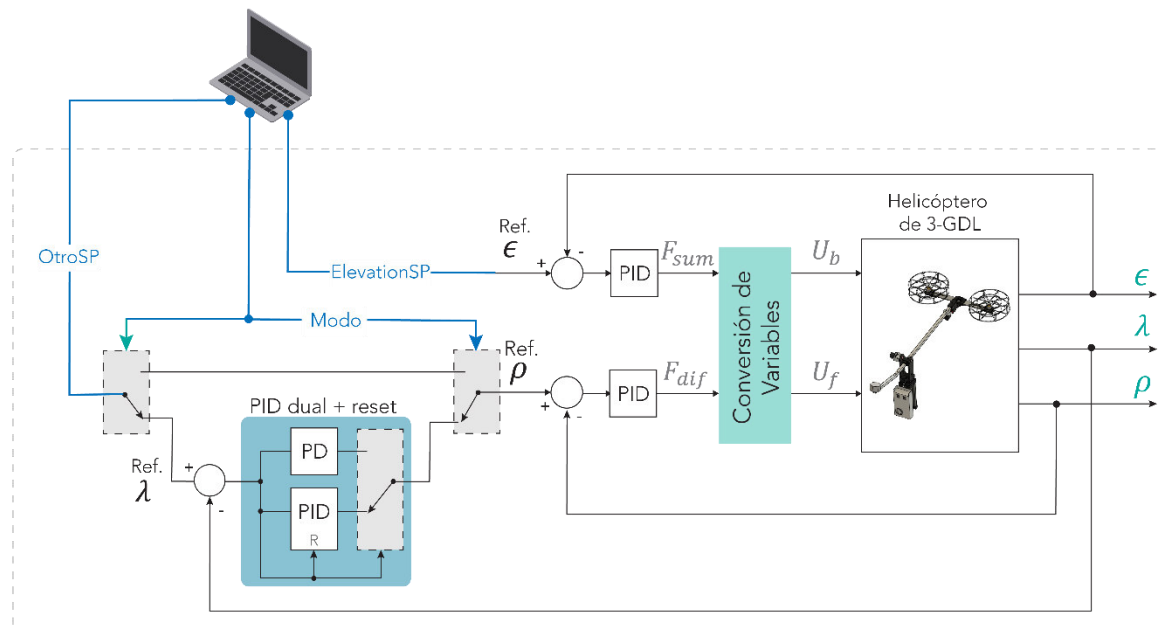 Helicóptero
de 3-GDL
Ref.
ϵ
+
-
PID
F_sum
Conversión de
Variables
U_b
ϵ
OtroSP
ElevationSP
Modo
λ
Ref.
ρ
+
-
PID
F_dif
U_f
ρ
PID dual + reset
PD
Ref.
λ
+
-
PID
R